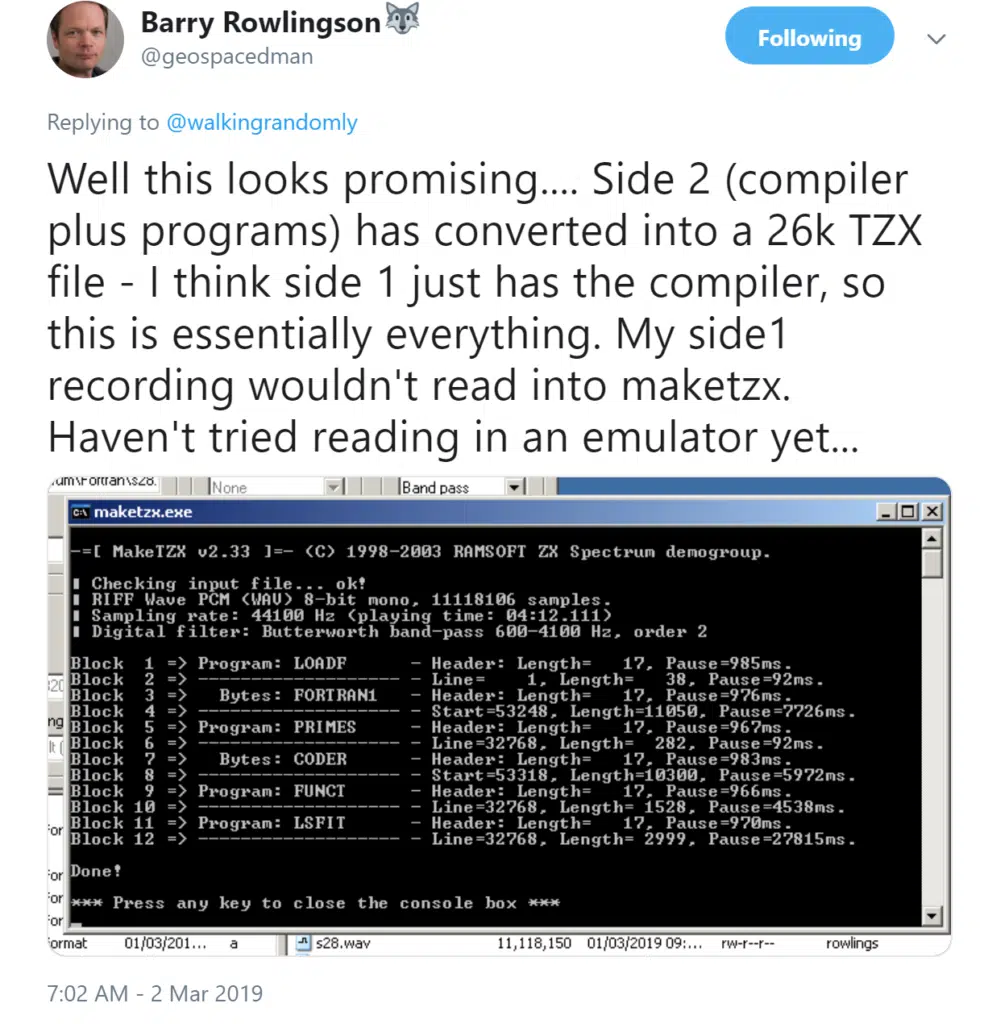 Barry Rowlingson🐺
@geospacedman
Following
Replying to @walkingrandomly
Well this looks promising.... Side 2 (compiler
plus programs) has converted into a 26k TZX
file - I think side 1 just has the compiler, so
this is essentially everything. My side1
recording wouldn't read into maketzx.
Haven't tried reading in an emulator yet...
None
Band pass
maketzx.exe
-=[ MakeTZX v2.33 ]=- (C) 1998-2003 RAMSOFT ZX Spectrum demogroup.
Checking input file... ok!
RIFF Wave PCM (WAV) 8-bit mono, 11118106 samples.
Sampling rate: 44100 Hz (playing time: 04:12.111)
Digital filter: Butterworth band-pass 600-4100 Hz, order 2
Block 1 => Program: LOADF - Header: Length= 17, Pause=985ms.
Block 2 => ------------------- - Line= 1, Length= 38, Pause=92ms.
Block 3 => Bytes: FORTRAN1 - Header: Length= 17, Pause=976ms.
Block 4 => ------------------- - Start=53248, Length=11050, Pause=7726ms.
Block 5 => Program: PRIMES - Header: Length= 17, Pause=967ms.
Block 6 => ------------------- - Line=32768, Length= 282, Pause=92ms.
Block 7 => Bytes: CODER - Header: Length= 17, Pause=983ms.
Block 8 => ------------------- - Start=53318, Length=10300, Pause=5972ms.
Block 9 => Program: FUNCT - Header: Length= 17, Pause=966ms.
Block 10 => ------------------- - Line=32768, Length= 1528, Pause=4538ms.
Block 11 => Program: LSFIT - Header: Length= 17, Pause=970ms.
Block 12 => ------------------- - Line=32768, Length= 2999, Pause=27815ms.
Done!
*** Press any key to close the console box ***
ormat 01/03/201... a s28.wav 11,118,150 01/03/2019 09:... rw-r--r-- rowlings
7:02 AM - 2 Mar 2019